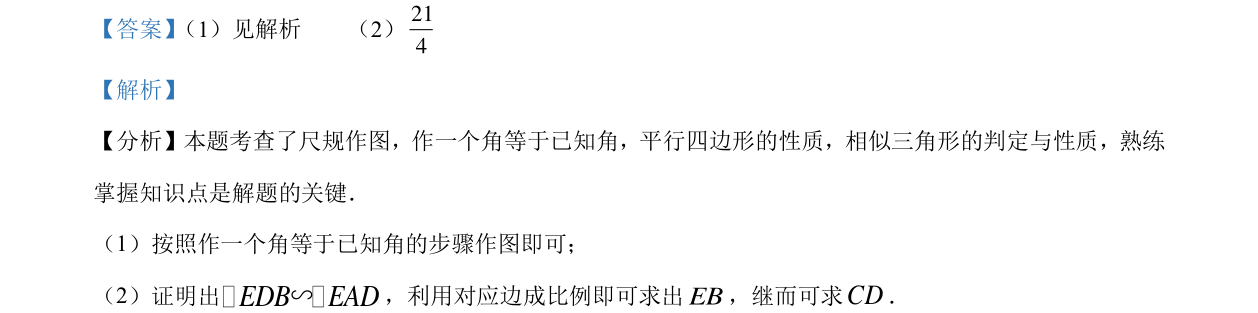 【答案】(1)见解析 (2)21/4
【解析】
【分析】本题考查了尺规作图,作一个角等于已知角,平行四边形的性质,相似三角形的判定与性质,熟练
掌握知识点是解题的关键.
(1)按照作一个角等于已知角的步骤作图即可;
(2)证明出□EDB∽□EAD,利用对应边成比例即可求出EB,继而可求CD.